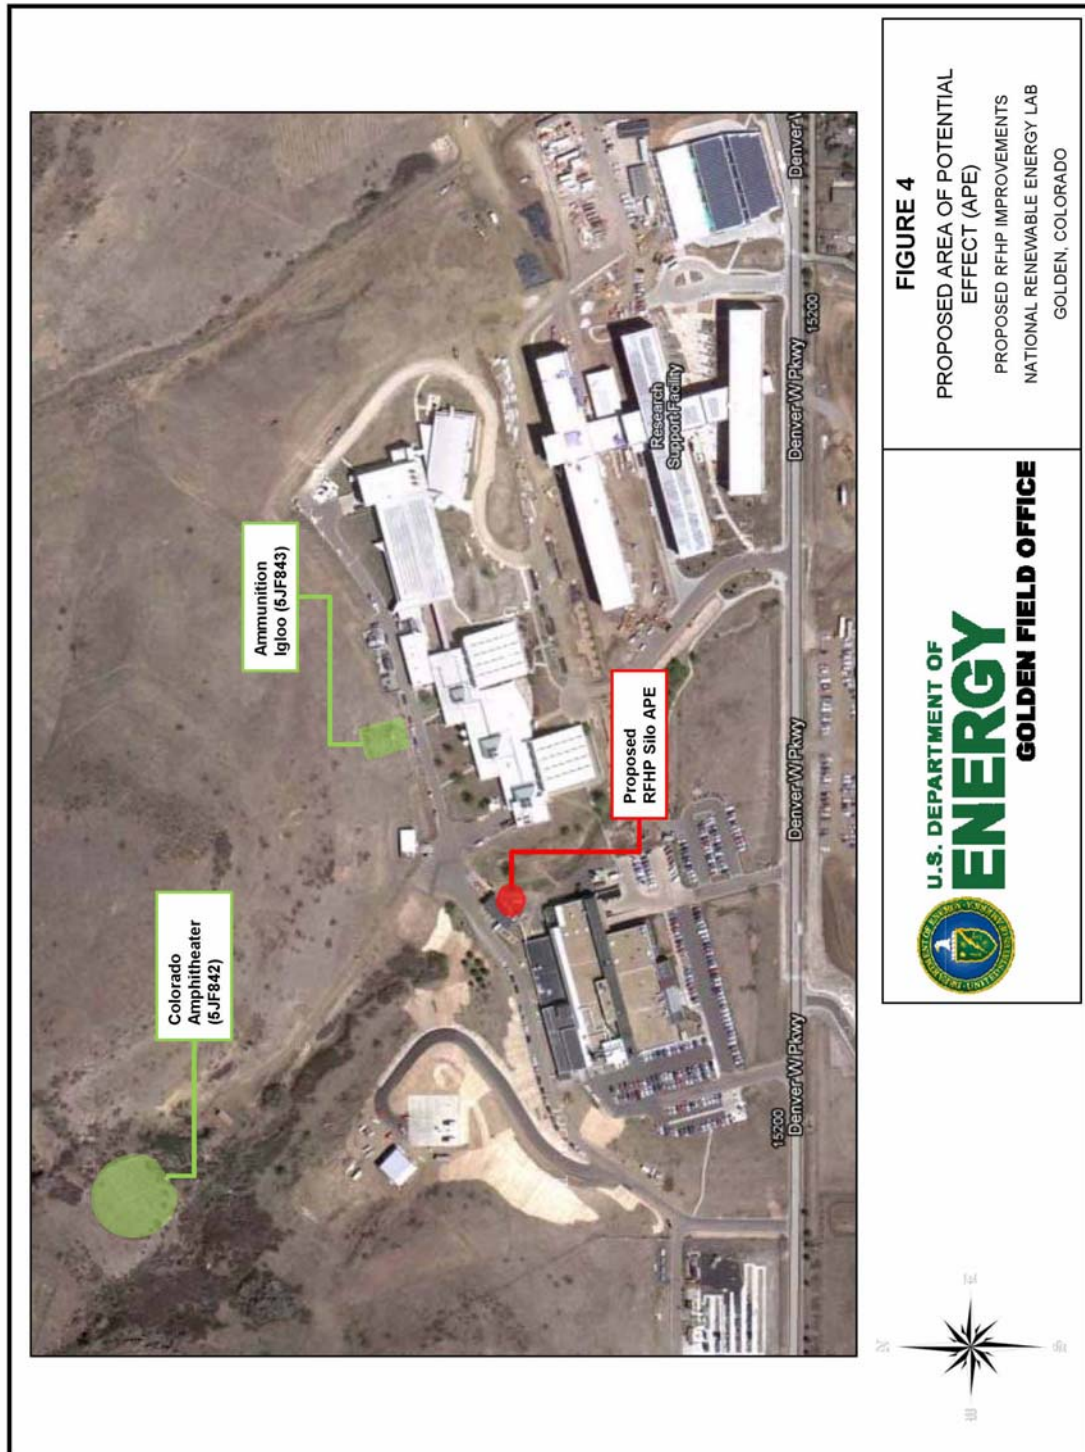 Colorado
Amphitheater
(5JF842)
Ammunition
Igloo (5JF843)
Proposed
RFHP Silo APE
Research
Support Facility
15200
Denver W Pkwy
Denver W Pkwy
Denver W Pkwy
15200
Denver W
N
W
E
S
U.S. DEPARTMENT OF
ENERGY
GOLDEN FIELD OFFICE
FIGURE 4
PROPOSED AREA OF POTENTIAL
EFFECT (APE)
PROPOSED RFHP IMPROVEMENTS
NATIONAL RENEWABLE ENERGY LAB
GOLDEN, COLORADO